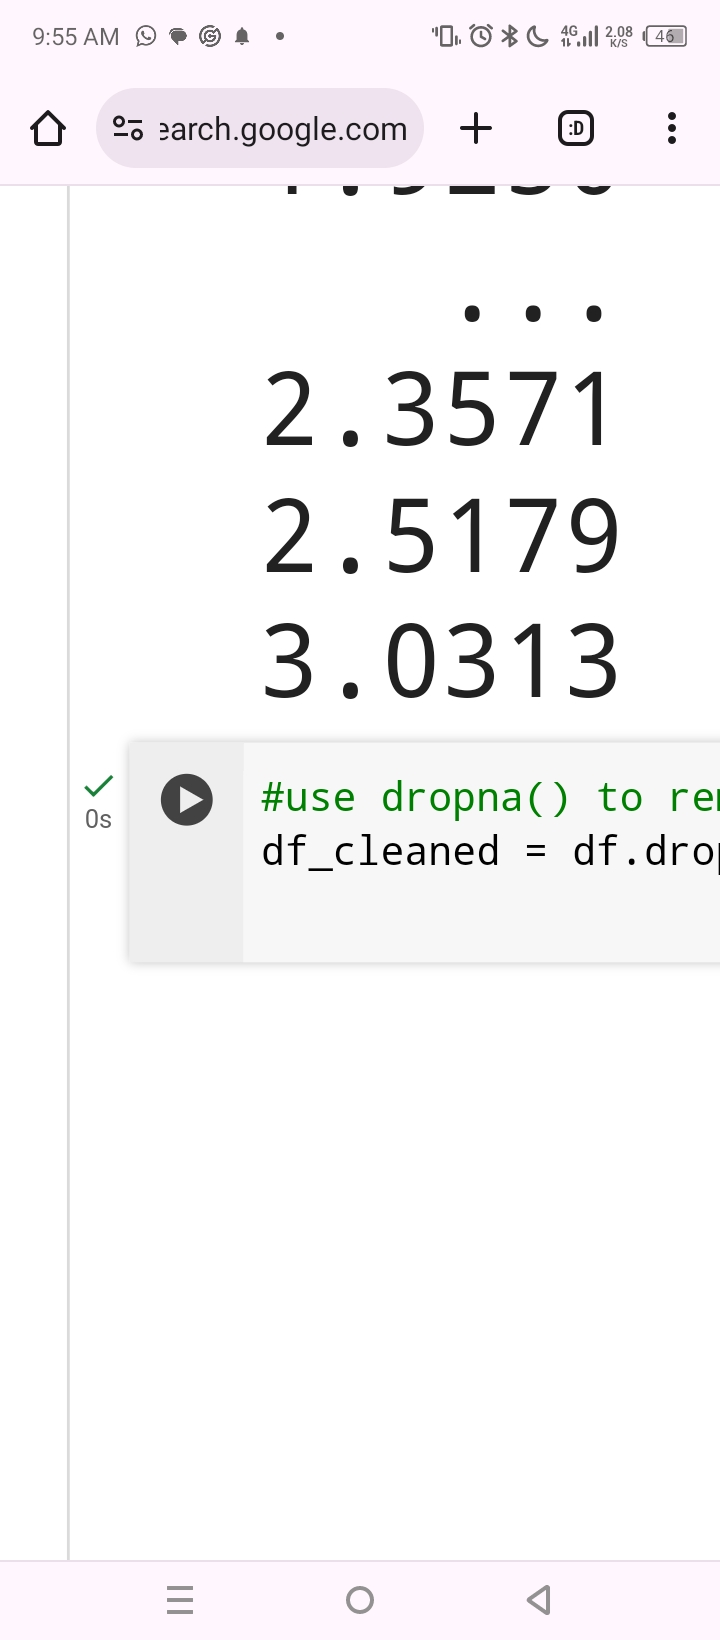 9:55 AM
4G
2.08
K/S
46
earch.google.com
:D
...
2.3571
2.5179
3.0313
0s
#use dropna() to
df_cleaned =